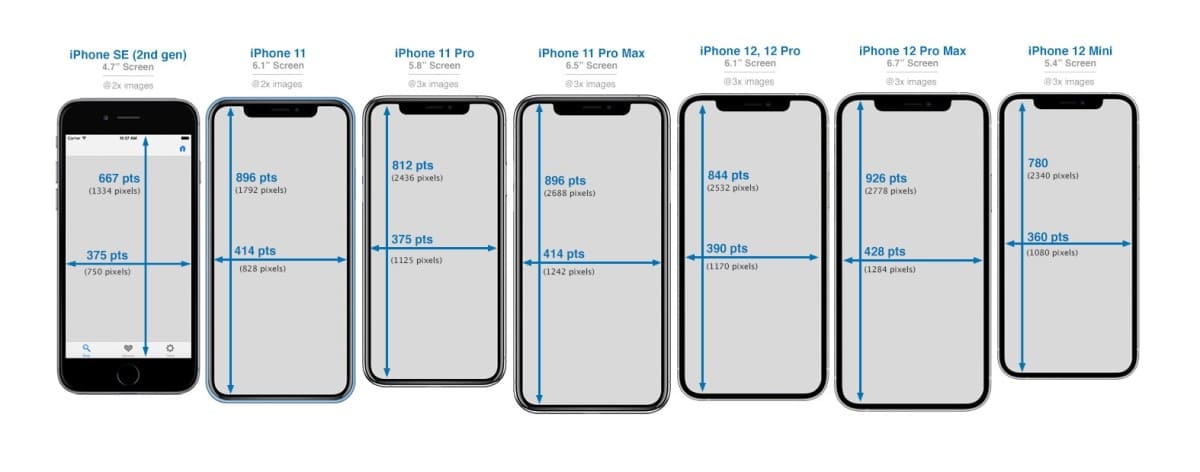 iPhone SE (2nd gen)
4.7” Screen
@2x images
Carrier
10:37 AM
667 pts
(1334 pixels)
375 pts
(750 pixels)
iPhone 11
6.1” Screen
@2x images
896 pts
(1792 pixels)
414 pts
(828 pixels)
iPhone 11 Pro
5.8” Screen
@3x images
812 pts
(2436 pixels)
375 pts
(1125 pixels)
iPhone 11 Pro Max
6.5” Screen
@3x images
896 pts
(2688 pixels)
414 pts
(1242 pixels)
iPhone 12, 12 Pro
6.1” Screen
@3x images
844 pts
(2532 pixels)
390 pts
(1170 pixels)
iPhone 12 Pro Max
6.7” Screen
@3x images
926 pts
(2778 pixels)
428 pts
(1284 pixels)
iPhone 12 Mini
5.4” Screen
@3x images
780
(2340 pixels)
360 pts
(1080 pixels)